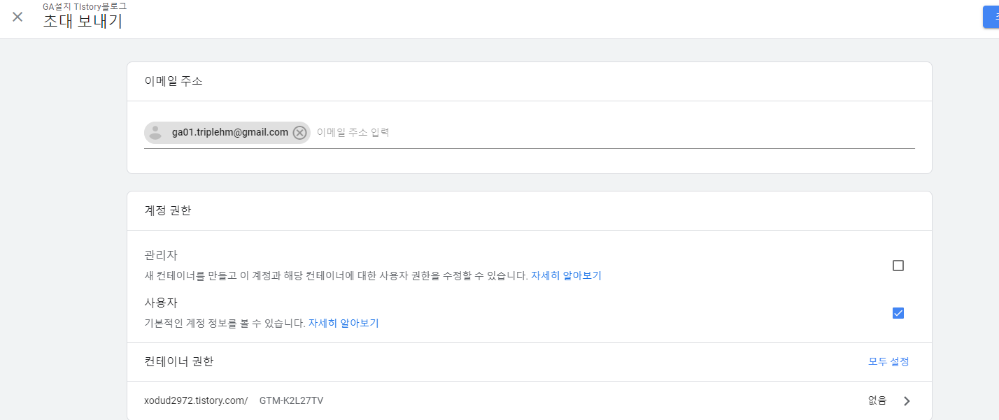 GA설치 TIstory블로그
초대 보내기
이메일 주소
ga01.triplehm@gmail.com 이메일 주소 입력
계정 권한
관리자
새 컨테이너를 만들고 이 계정과 해당 컨테이너에 대한 사용자 권한을 수정할 수 있습니다. 자세히 알아보기
사용자
기본적인 계정 정보를 볼 수 있습니다. 자세히 알아보기
컨테이너 권한 모두 설정
xodud2972.tistory.com/ GTM-K2L27TV 없음